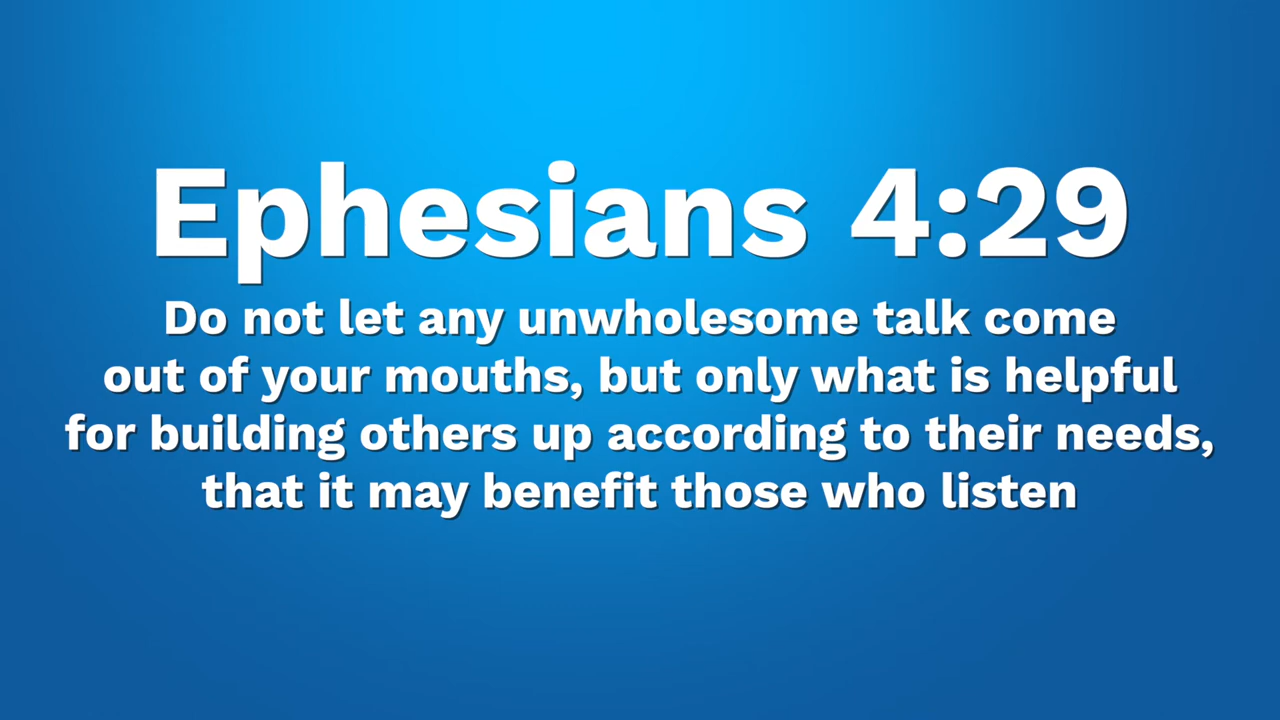 Ephesians 4:29
Do not let any unwholesome talk come
out of your mouths, but only what is helpful
for building others up according to their needs,
that it may benefit those who listen